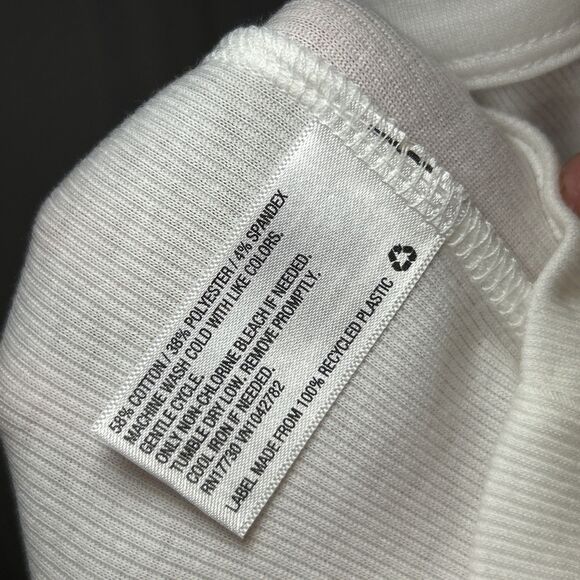 58% COTTON / 38% POLYESTER / 4% SPANDEX
MACHINE WASH COLD WITH LIKE COLORS.
GENTLE CYCLE.
ONLY NON-CHLORINE BLEACH IF NEEDED.
TUMBLE DRY LOW. REMOVE PROMPTLY.
COOL IRON IF NEEDED.
RN17730 VN1042782
LABEL MADE FROM 100% RECYCLED PLASTIC